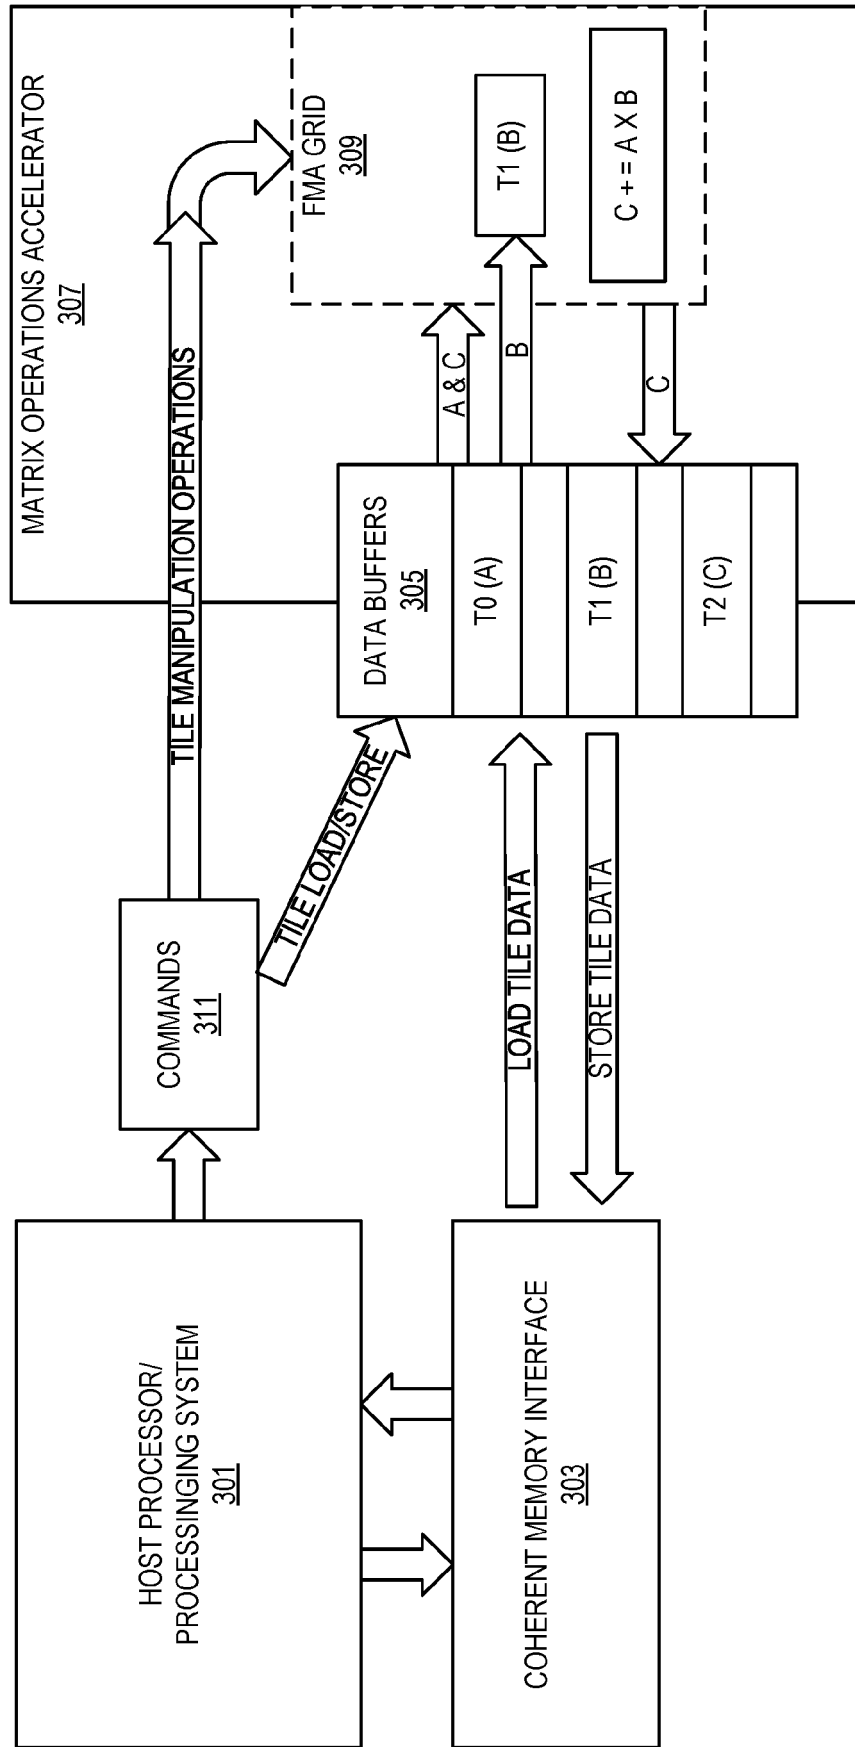 HOST PROCESSOR/
PROCESSINGING SYSTEM
301
COHERENT MEMORY INTERFACE
303
COMMANDS
311
TILE MANIPULATION OPERATIONS
TILE LOAD/STORE
LOAD TILE DATA
STORE TILE DATA
MATRIX OPERATIONS ACCELERATOR
307
DATA BUFFERS
305
T0 (A)
T1 (B)
T2 (C)
A & C
B
C
FMA GRID
309
T1 (B)
C + = A X B